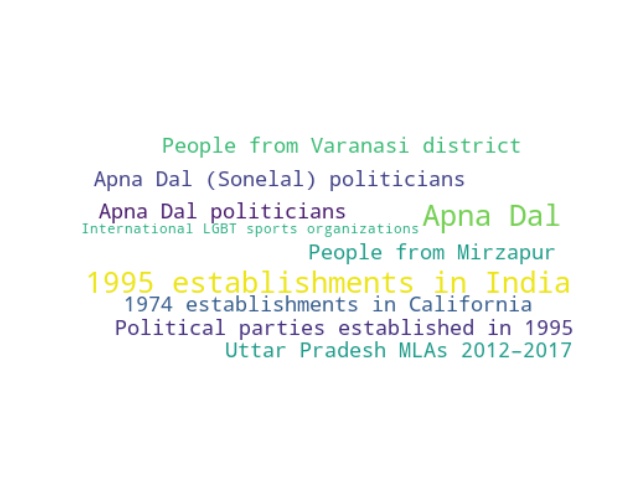 People from Varanasi district
Apna Dal (Sonelal) politicians
Apna Dal politicians
Apna Dal
International LGBT sports organizations
People from Mirzapur
1995 establishments in India
1974 establishments in California
Political parties established in 1995
Uttar Pradesh MLAs 2012–2017